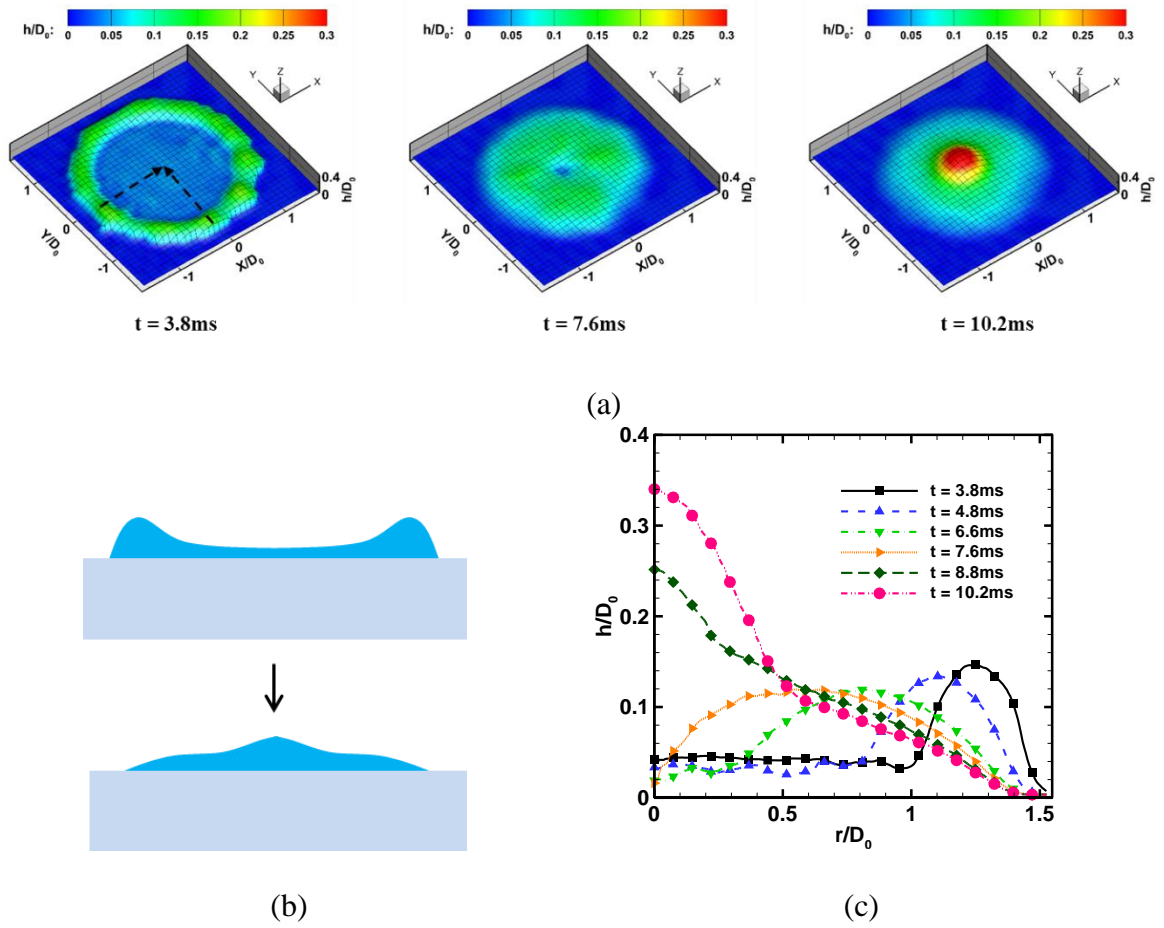 h/D₀: 0 0.05 0.1 0.15 0.2 0.25 0.3
h/D₀: 0 0.05 0.1 0.15 0.2 0.25 0.3
h/D₀: 0 0.05 0.1 0.15 0.2 0.25 0.3
Y Z X
Y Z X
Y Z X
1 0 -1 Y/D₀ -1 0 1 X/D₀ 0 0.4 h/D₀
1 0 -1 Y/D₀ -1 0 1 X/D₀ 0 0.4 h/D₀
1 0 -1 Y/D₀ -1 0 1 X/D₀ 0 0.4 h/D₀
t = 3.8ms
t = 7.6ms
t = 10.2ms
(a)
(b)
0.4
0.3
0.2
0.1
0
h/D₀
t = 3.8ms
t = 4.8ms
t = 6.6ms
t = 7.6ms
t = 8.8ms
t = 10.2ms
0 0.5 1 1.5
r/D₀
(c)